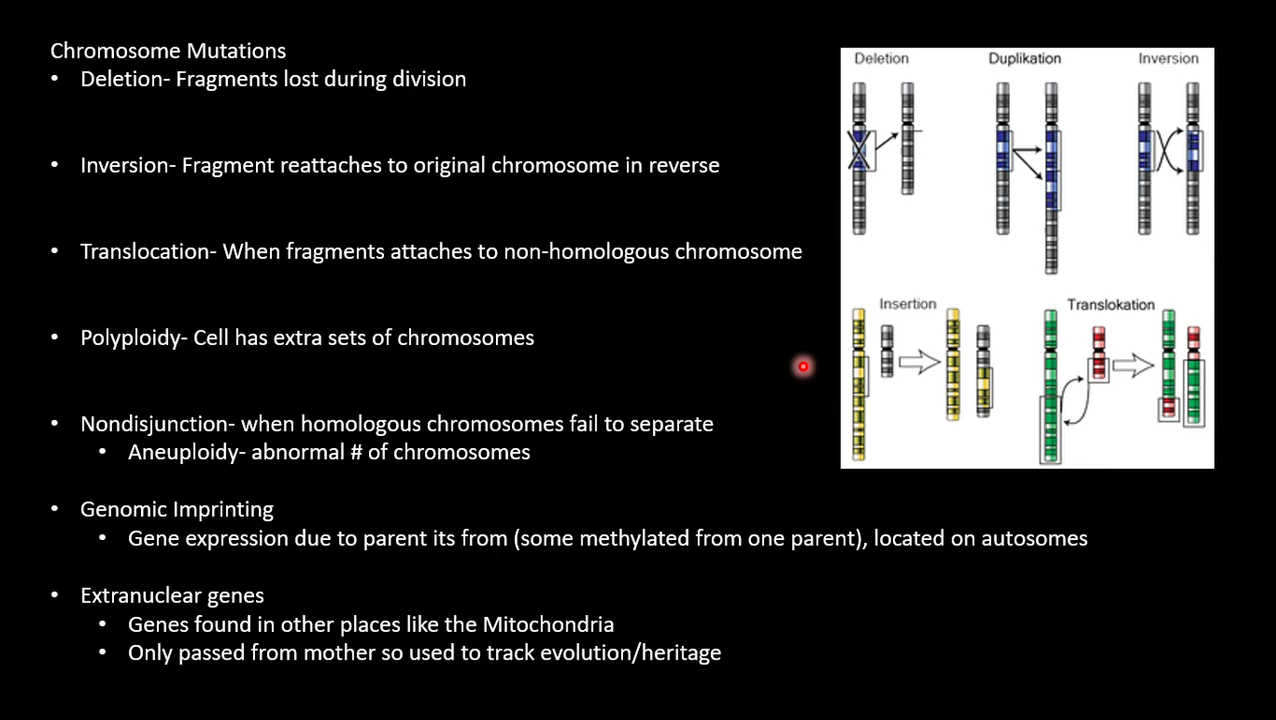 Chromosome Mutations
• Deletion- Fragments lost during division
• Inversion- Fragment reattaches to original chromosome in reverse
• Translocation- When fragments attaches to non-homologous chromosome
• Polyploidy- Cell has extra sets of chromosomes
• Nondisjunction- when homologous chromosomes fail to separate
• Aneuploidy- abnormal # of chromosomes
• Genomic Imprinting
• Gene expression due to parent its from (some methylated from one parent), located on autosomes
• Extranuclear genes
• Genes found in other places like the Mitochondria
• Only passed from mother so used to track evolution/heritage
Deletion Duplikation Inversion
Insertion Translokation